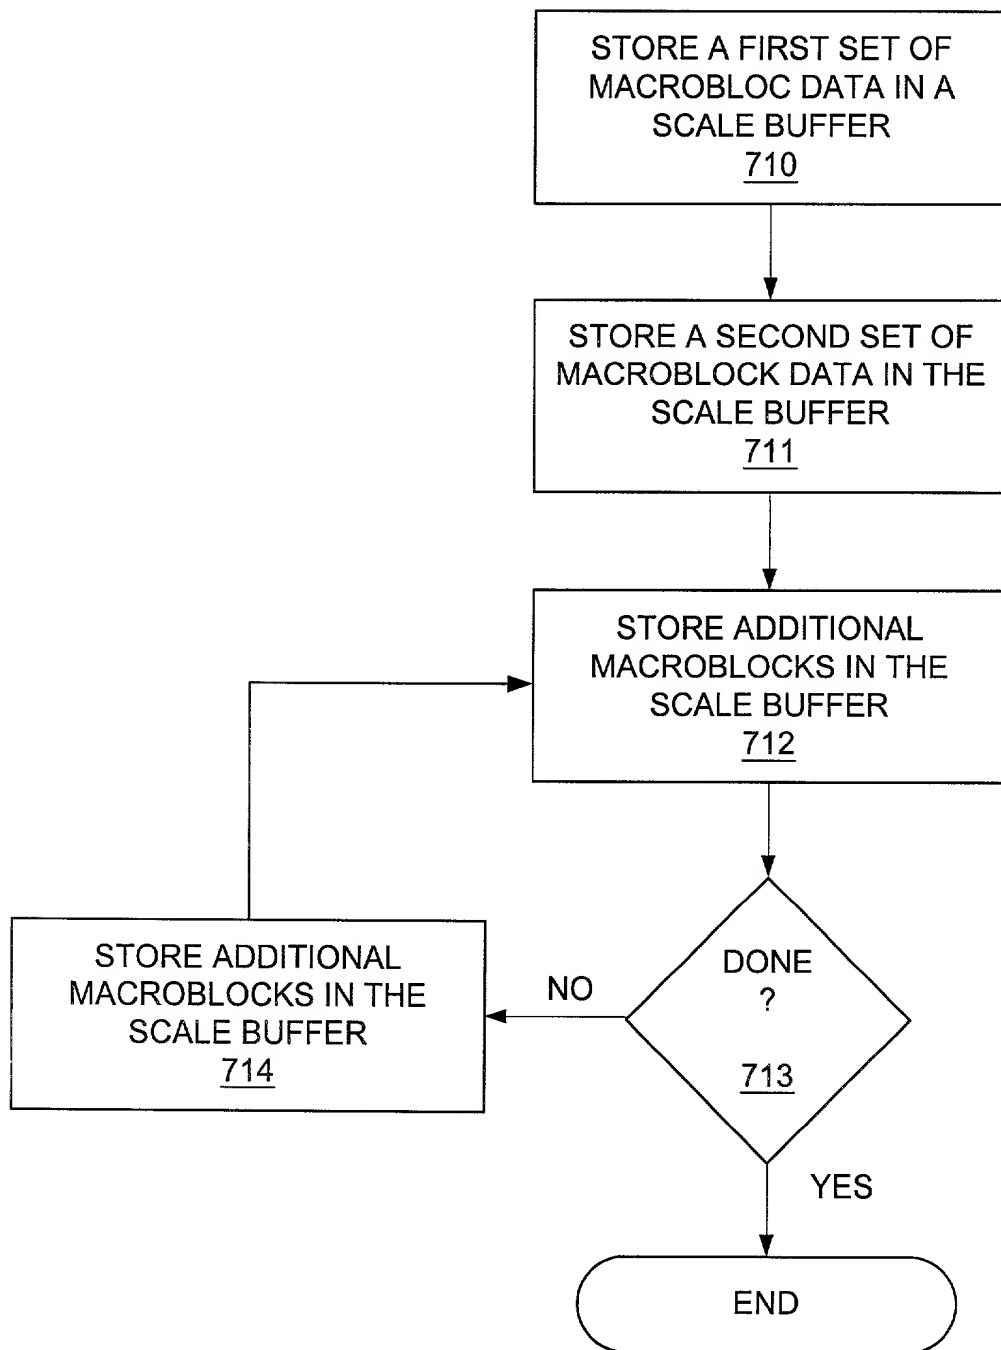 STORE A FIRST SET OF
MACROBLOC DATA IN A
SCALE BUFFER
710
STORE A SECOND SET OF
MACROBLOCK DATA IN THE
SCALE BUFFER
711
STORE ADDITIONAL
MACROBLOCKS IN THE
SCALE BUFFER
712
DONE
?
713
NO
STORE ADDITIONAL
MACROBLOCKS IN THE
SCALE BUFFER
714
YES
END